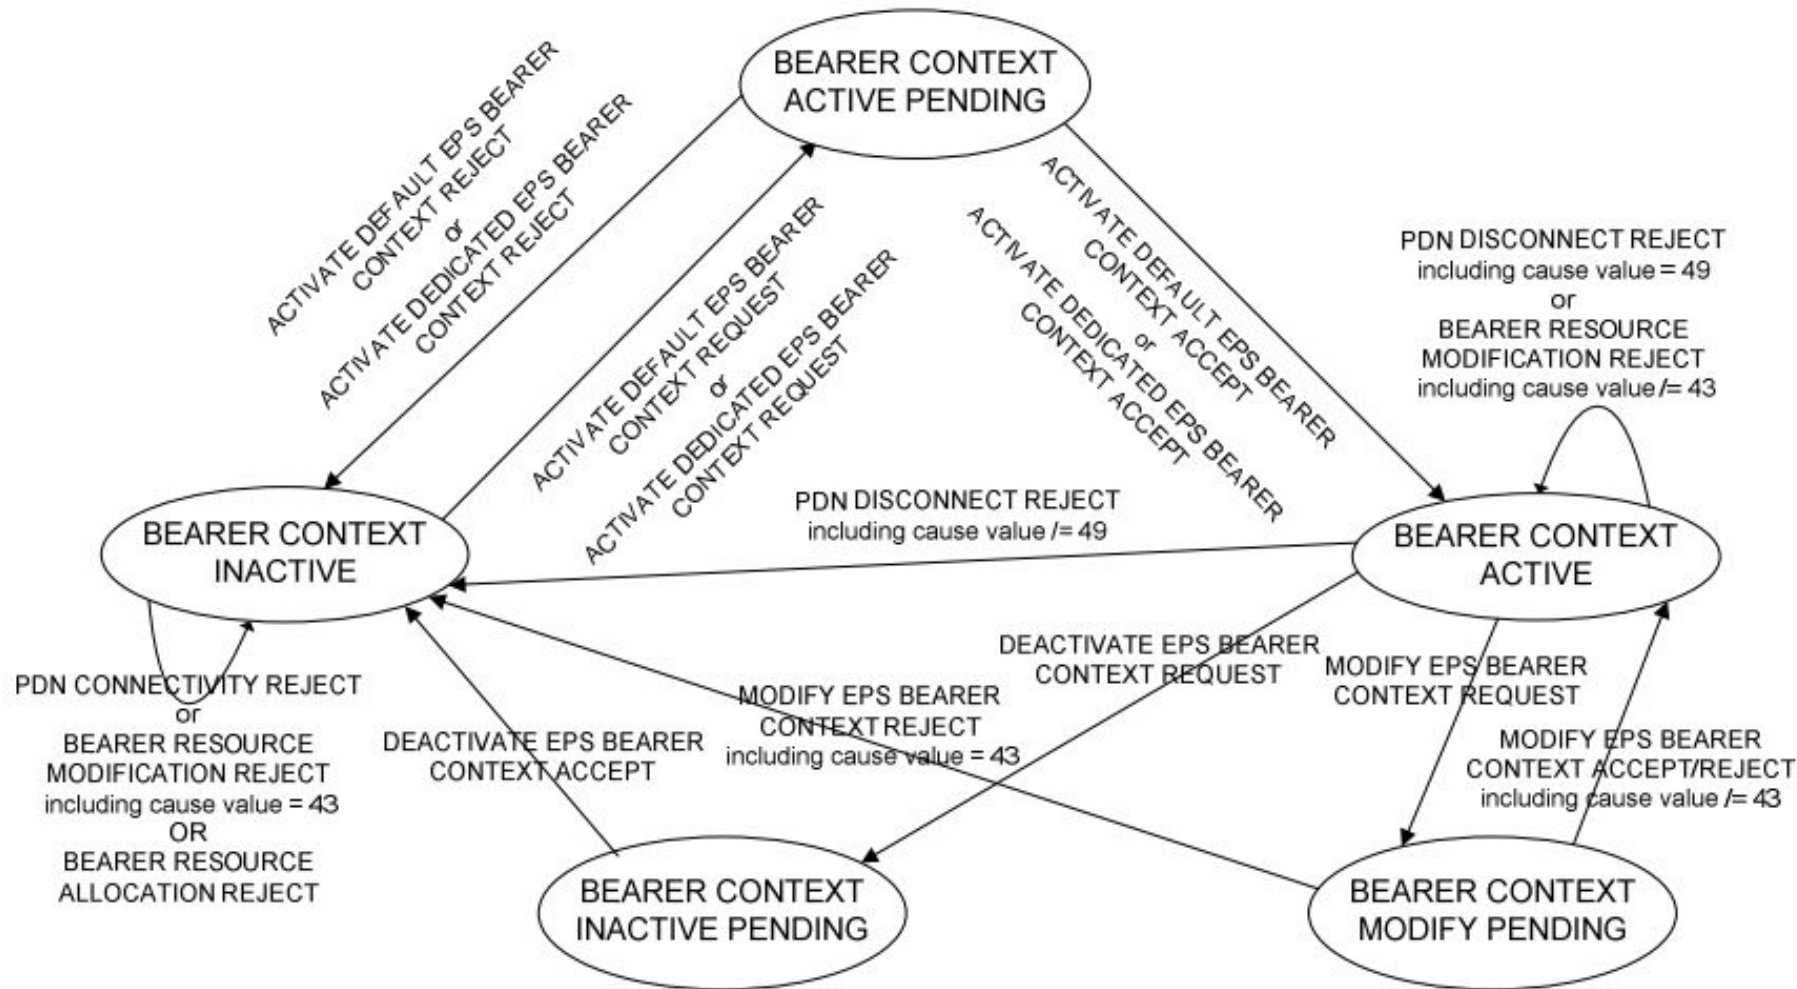 BEARER CONTEXT
ACTIVE PENDING
ACTIVATE DEFAULT EPS BEARER
CONTEXT REJECT
or
ACTIVATE DEDICATED EPS BEARER
CONTEXT REJECT
ACTIVATE DEFAULT EPS BEARER
CONTEXT REQUEST
or
ACTIVATE DEDICATED EPS BEARER
CONTEXT REQUEST
ACTIVATE DEFAULT EPS BEARER
CONTEXT ACCEPT
or
ACTIVATE DEDICATED EPS BEARER
CONTEXT ACCEPT
PDN DISCONNECT REJECT
including cause value = 49
or
BEARER RESOURCE
MODIFICATION REJECT
including cause value /= 43
PDN DISCONNECT REJECT
including cause value /= 49
BEARER CONTEXT
INACTIVE
BEARER CONTEXT
ACTIVE
PDN CONNECTIVITY REJECT
or
BEARER RESOURCE
MODIFICATION REJECT
including cause value = 43
OR
BEARER RESOURCE
ALLOCATION REJECT
DEACTIVATE EPS BEARER
CONTEXT ACCEPT
MODIFY EPS BEARER
CONTEXT REJECT
including cause value = 43
DEACTIVATE EPS BEARER
CONTEXT REQUEST
MODIFY EPS BEARER
CONTEXT REQUEST
MODIFY EPS BEARER
CONTEXT ACCEPT/REJECT
including cause value /= 43
BEARER CONTEXT
INACTIVE PENDING
BEARER CONTEXT
MODIFY PENDING